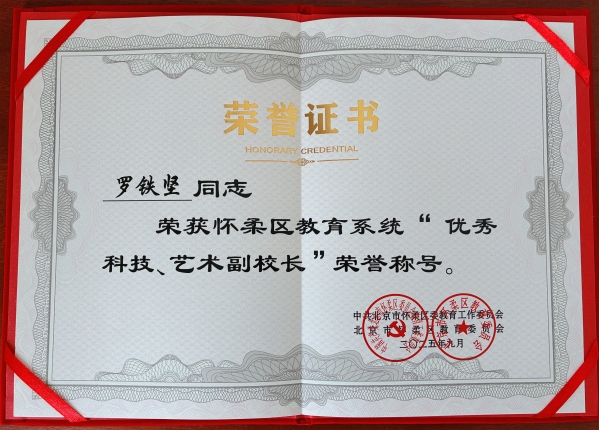 荣誉证书
HONORARY CREDENTIAL
罗铁坚 同志
荣获怀柔区教育系统“优秀
科技、艺术副校长”荣誉称号。
中共北京市怀柔区委教育工作委员会
北京市怀柔区教育委员会
二〇二五年九月